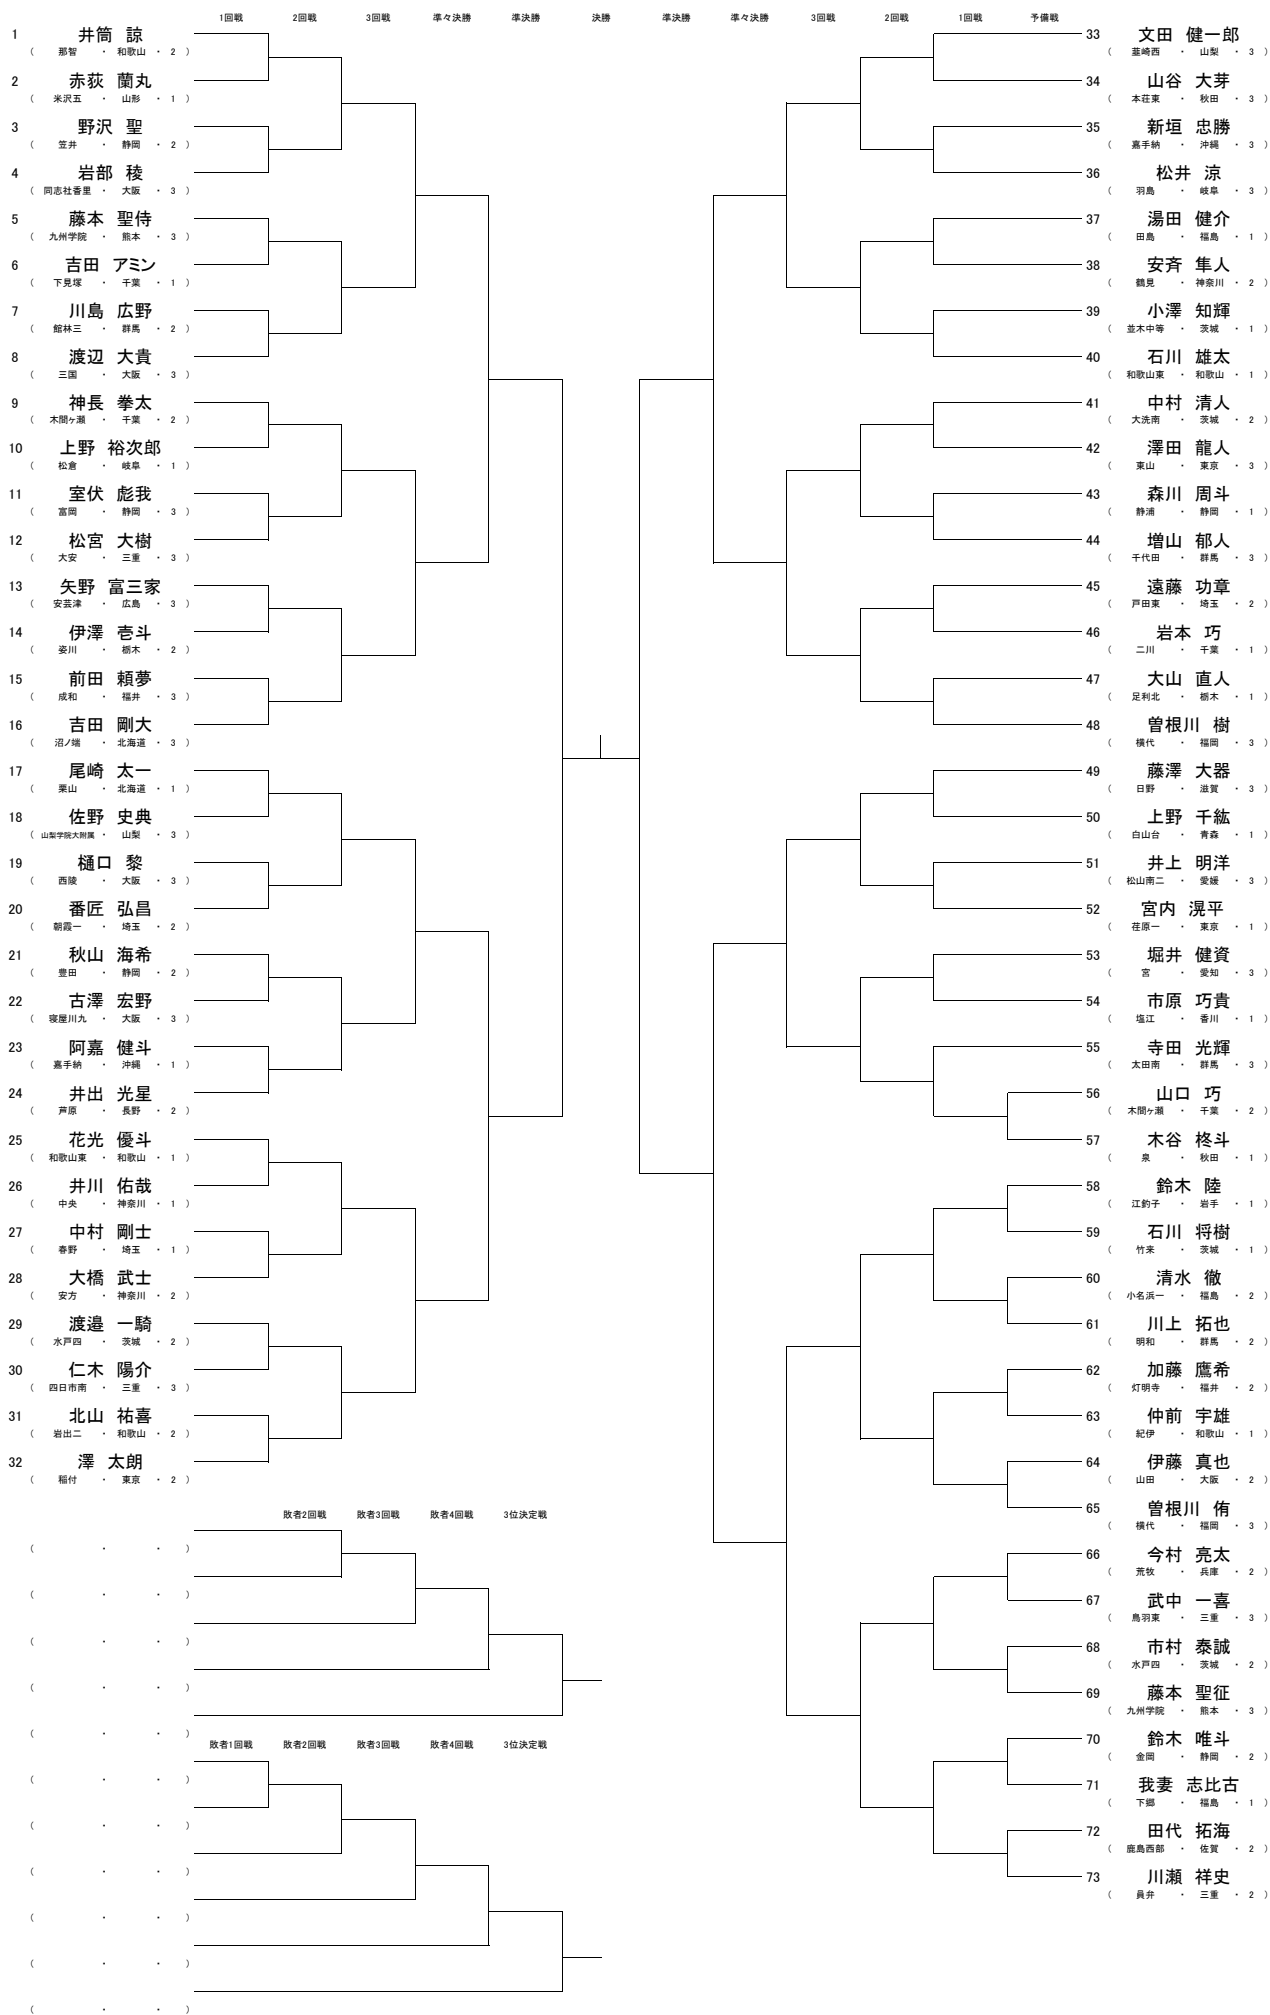 1回戦 2回戦 3回戦 準々決勝 準決勝 決勝 準決勝 準々決勝 3回戦 2回戦 1回戦 予備戦
1 井筒 諒
( 那智 ・ 和歌山 ・ 2 )
2 赤荻 蘭丸
( 米沢五 ・ 山形 ・ 1 )
3 野沢 聖
( 笠井 ・ 静岡 ・ 2 )
4 岩部 稜
( 同志社香里 ・ 大阪 ・ 3 )
5 藤本 聖侍
( 九州学院 ・ 熊本 ・ 3 )
6 吉田 アミン
( 下見塚 ・ 千葉 ・ 1 )
7 川島 広野
( 館林三 ・ 群馬 ・ 2 )
8 渡辺 大貴
( 三国 ・ 大阪 ・ 3 )
9 神長 拳太
( 木間ヶ瀬 ・ 千葉 ・ 2 )
10 上野 裕次郎
( 松倉 ・ 岐阜 ・ 1 )
11 室伏 彪我
( 富岡 ・ 静岡 ・ 3 )
12 松宮 大樹
( 大安 ・ 三重 ・ 3 )
13 矢野 富三家
( 安芸津 ・ 広島 ・ 3 )
14 伊澤 壱斗
( 姿川 ・ 栃木 ・ 2 )
15 前田 頼夢
( 成和 ・ 福井 ・ 3 )
16 吉田 剛大
( 沼ノ端 ・ 北海道 ・ 3 )
17 尾崎 太一
( 栗山 ・ 北海道 ・ 1 )
18 佐野 史典
( 山梨学院大附属 ・ 山梨 ・ 3 )
19 樋口 黎
( 西陵 ・ 大阪 ・ 3 )
20 番匠 弘昌
( 朝霞一 ・ 埼玉 ・ 2 )
21 秋山 海希
( 豊田 ・ 静岡 ・ 2 )
22 古澤 宏野
( 寝屋川九 ・ 大阪 ・ 3 )
23 阿嘉 健斗
( 嘉手納 ・ 沖縄 ・ 1 )
24 井出 光星
( 芦原 ・ 長野 ・ 2 )
25 花光 優斗
( 和歌山東 ・ 和歌山 ・ 1 )
26 井川 佑哉
( 中央 ・ 神奈川 ・ 1 )
27 中村 剛士
( 春野 ・ 埼玉 ・ 1 )
28 大橋 武士
( 安方 ・ 神奈川 ・ 2 )
29 渡邉 一騎
( 水戸四 ・ 茨城 ・ 2 )
30 仁木 陽介
( 四日市南 ・ 三重 ・ 3 )
31 北山 祐喜
( 岩出二 ・ 和歌山 ・ 2 )
32 澤 太朗
( 稲付 ・ 東京 ・ 2 )
33 文田 健一郎
( 韮崎西 ・ 山梨 ・ 3 )
34 山谷 大芽
( 本荘東 ・ 秋田 ・ 3 )
35 新垣 忠勝
( 嘉手納 ・ 沖縄 ・ 3 )
36 松井 涼
( 羽島 ・ 岐阜 ・ 3 )
37 湯田 健介
( 田島 ・ 福島 ・ 1 )
38 安斉 隼人
( 鶴見 ・ 神奈川 ・ 2 )
39 小澤 知輝
( 並木中等 ・ 茨城 ・ 1 )
40 石川 雄太
( 和歌山東 ・ 和歌山 ・ 1 )
41 中村 清人
( 大洗南 ・ 茨城 ・ 2 )
42 澤田 龍人
( 東山 ・ 東京 ・ 3 )
43 森川 周斗
( 静浦 ・ 静岡 ・ 1 )
44 増山 郁人
( 千代田 ・ 群馬 ・ 3 )
45 遠藤 功章
( 戸田東 ・ 埼玉 ・ 2 )
46 岩本 巧
( 二川 ・ 千葉 ・ 1 )
47 大山 直人
( 足利北 ・ 栃木 ・ 1 )
48 曽根川 樹
( 横代 ・ 福岡 ・ 3 )
49 藤澤 大器
( 日野 ・ 滋賀 ・ 3 )
50 上野 千紘
( 白山台 ・ 青森 ・ 1 )
51 井上 明洋
( 松山南二 ・ 愛媛 ・ 3 )
52 宮内 滉平
( 荏原一 ・ 東京 ・ 1 )
53 堀井 健資
( 宮 ・ 愛知 ・ 3 )
54 市原 巧貴
( 塩江 ・ 香川 ・ 1 )
55 寺田 光輝
( 太田南 ・ 群馬 ・ 3 )
56 山口 巧
( 木間ヶ瀬 ・ 千葉 ・ 2 )
57 木谷 柊斗
( 泉 ・ 秋田 ・ 1 )
58 鈴木 陸
( 江釣子 ・ 岩手 ・ 1 )
59 石川 将樹
( 竹来 ・ 茨城 ・ 1 )
60 清水 徹
( 小名浜一 ・ 福島 ・ 2 )
61 川上 拓也
( 明和 ・ 群馬 ・ 2 )
62 加藤 鷹希
( 灯明寺 ・ 福井 ・ 2 )
63 仲前 宇雄
( 紀伊 ・ 和歌山 ・ 1 )
64 伊藤 真也
( 山田 ・ 大阪 ・ 2 )
65 曽根川 侑
( 横代 ・ 福岡 ・ 3 )
66 今村 亮太
( 荒牧 ・ 兵庫 ・ 2 )
67 武中 一喜
( 鳥羽東 ・ 三重 ・ 3 )
68 市村 泰誠
( 水戸四 ・ 茨城 ・ 2 )
69 藤本 聖征
( 九州学院 ・ 熊本 ・ 3 )
70 鈴木 唯斗
( 金岡 ・ 静岡 ・ 2 )
71 我妻 志比古
( 下郷 ・ 福島 ・ 1 )
72 田代 拓海
( 鹿島西部 ・ 佐賀 ・ 2 )
73 川瀬 祥史
( 員弁 ・ 三重 ・ 2 )
敗者2回戦 敗者3回戦 敗者4回戦 3位決定戦
( ・ ・ )
( ・ ・ )
( ・ ・ )
( ・ ・ )
( ・ ・ )
敗者1回戦 敗者2回戦 敗者3回戦 敗者4回戦 3位決定戦
( ・ ・ )
( ・ ・ )
( ・ ・ )
( ・ ・ )
( ・ ・ )
( ・ ・ )